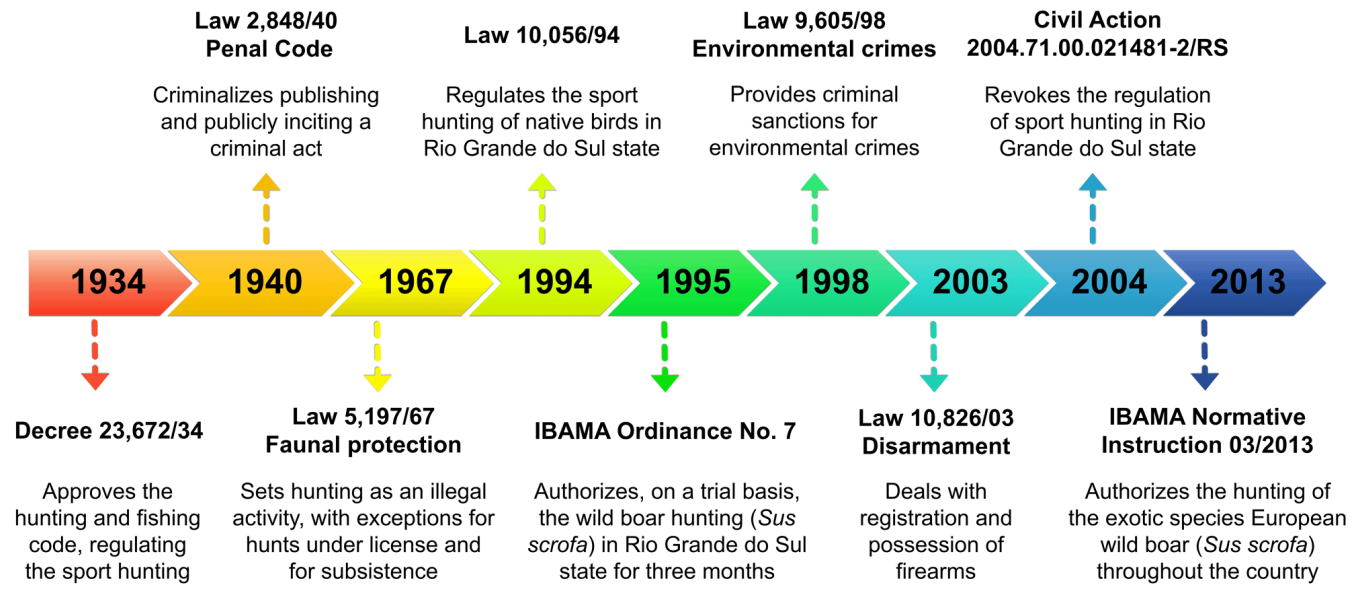 Law 2,848/40
Penal Code
Criminalizes publishing
and publicly inciting a
criminal act
Law 10,056/94
Regulates the sport
hunting of native birds in
Rio Grande do Sul state
Law 9,605/98
Environmental crimes
Provides criminal
sanctions for
environmental crimes
Civil Action
2004.71.00.021481-2/RS
Revokes the regulation
of sport hunting in Rio
Grande do Sul state
1934
1940
1967
1994
1995
1998
2003
2004
2013
Decree 23,672/34
Approves the
hunting and fishing
code, regulating
the sport hunting
Law 5,197/67
Faunal protection
Sets hunting as an illegal
activity, with exceptions for
hunts under license and
for subsistence
IBAMA Ordinance No. 7
Authorizes, on a trial basis,
the wild boar hunting (Sus
scrofa) in Rio Grande do Sul
state for three months
Law 10,826/03
Disarmament
Deals with
registration and
possession of
firearms
IBAMA Normative
Instruction 03/2013
Authorizes the hunting of
the exotic species European
wild boar (Sus scrofa)
throughout the country